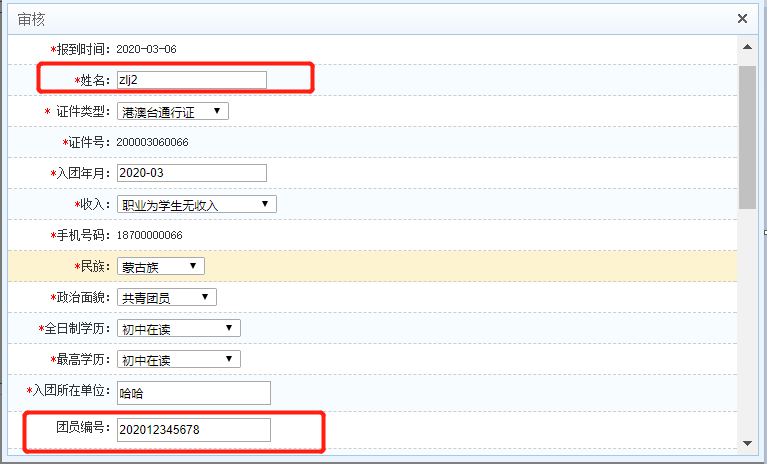 审核
*报到时间：2020-03-06
*姓名：zlj2
* 证件类型：港澳台通行证
*证件号：200003060066
*入团年月：2020-03
*收入：职业为学生无收入
*手机号码：18700000066
*民族：蒙古族
*政治面貌：共青团员
*全日制学历：初中在读
*最高学历：初中在读
*入团所在单位：哈哈
团员编号：202012345678